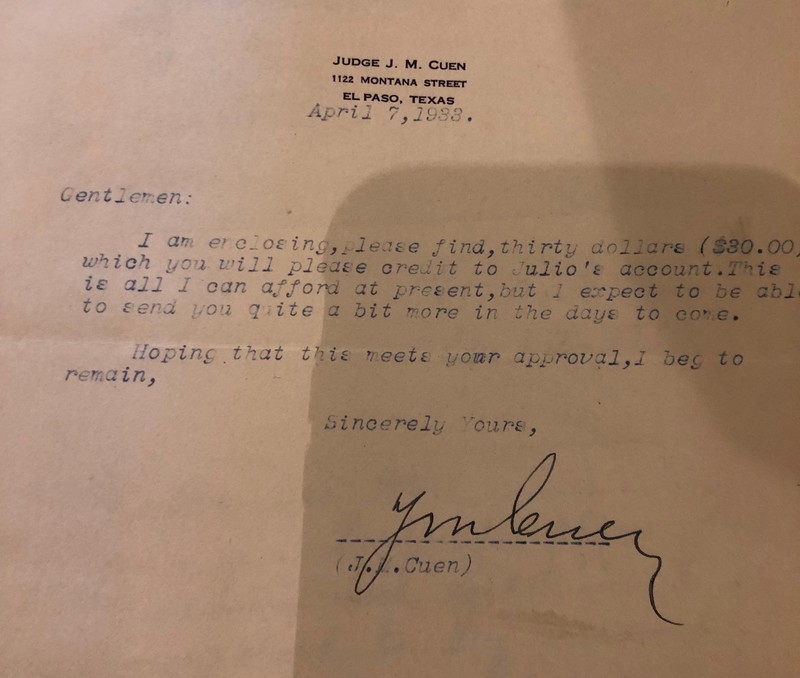 JUDGE J. M. CUEN
1122 MONTANA STREET
EL PASO, TEXAS
April 7,1933.
Gentlemen:
I am enclosing,please find,thirty dollars ($30.00)
which you will please credit to Julio's account.This
is all I can afford at present,but I expect to be able
to send you quite a bit more in the days to come.
Hoping that this meets your approval,I beg to
remain,
Sincerely Yours,
JMCuen
(J.M.Cuen)